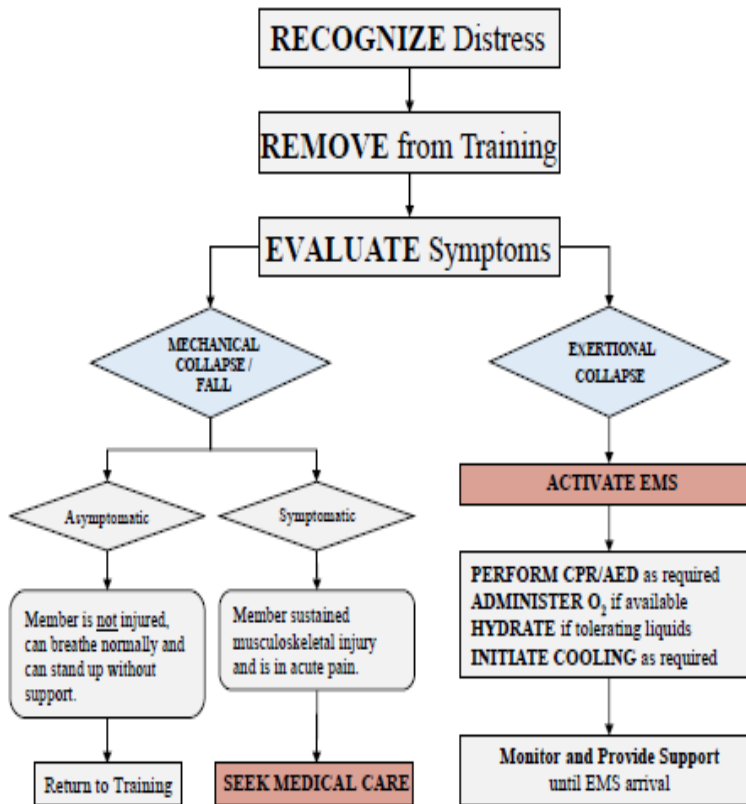 RECOGNIZE Distress
REMOVE from Training
EVALUATE Symptoms
MECHANICAL
COLLAPSE /
FALL
EXERTIONAL
COLLAPSE
Asymptomatic
Symptomatic
ACTIVATE EMS
Member is not injured,
can breathe normally and
can stand up without
support.
Member sustained
musculoskeletal injury
and is in acute pain.
PERFORM CPR/AED as required
ADMINISTER O₂ if available
HYDRATE if tolerating liquids
INITIATE COOLING as required
Return to Training
SEEK MEDICAL CARE
Monitor and Provide Support
until EMS arrival